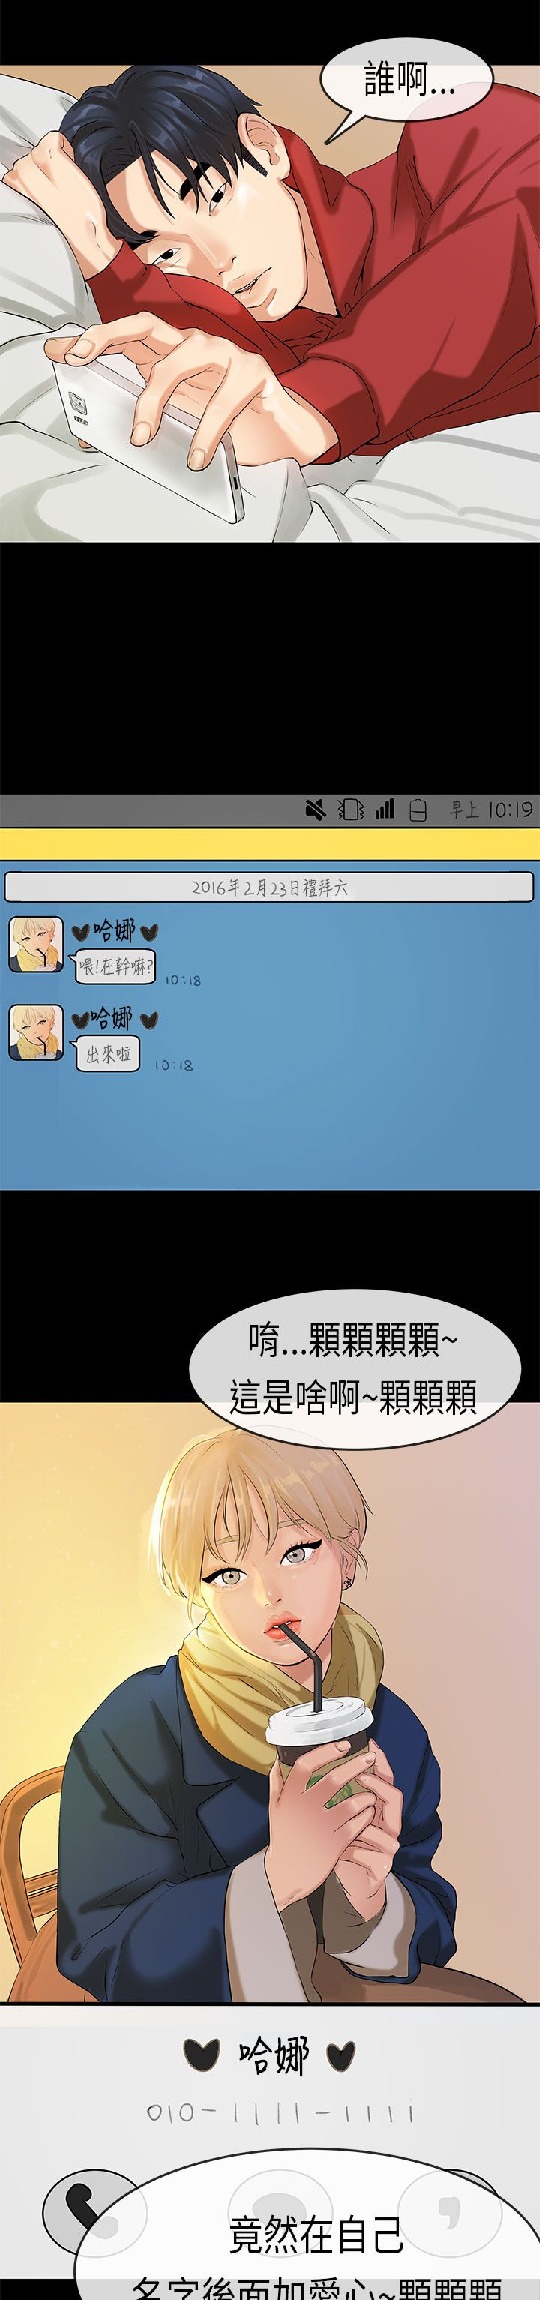 誰啊...
早上 10:19
2016年2月23日禮拜六
哈娜
喂!在幹嘛?
10:18
哈娜
出來啦
10:18
唷...顆顆顆顆~
這是啥啊~顆顆顆
哈娜
010-1111-1111
竟然在自己
名字後面加愛心~顆顆顆